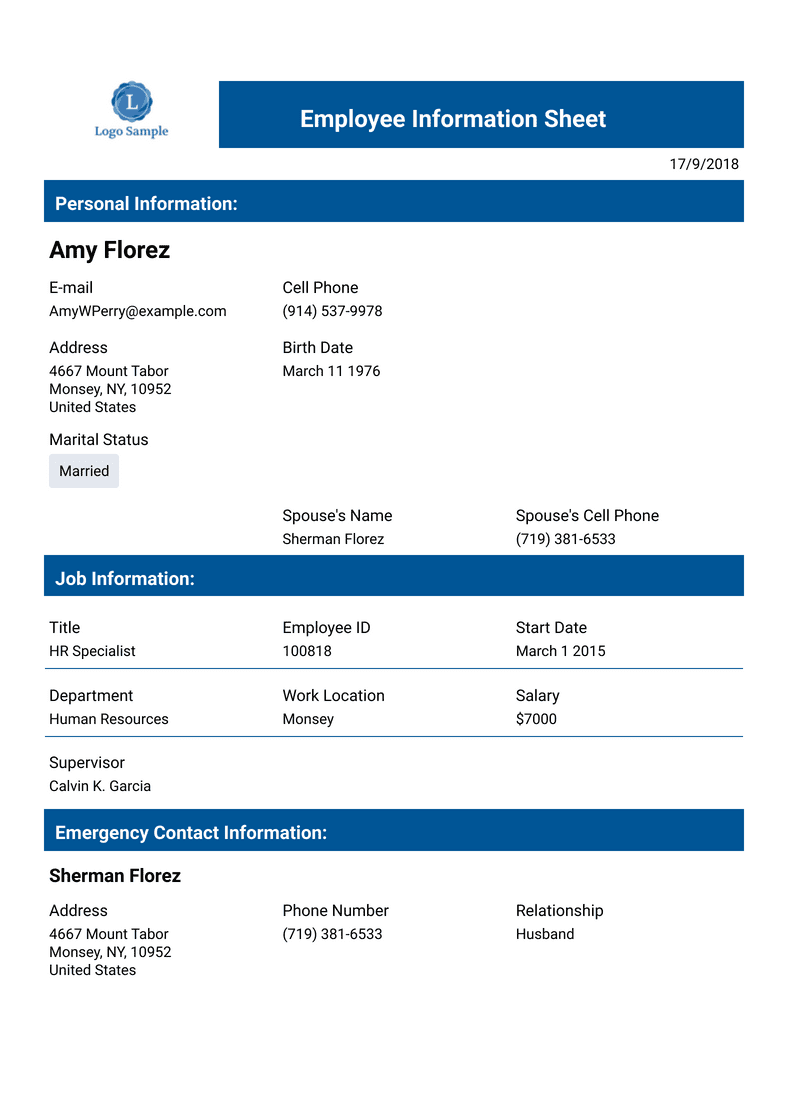 L
Logo Sample
Employee Information Sheet
17/9/2018
Personal Information:
Amy Florez
E-mail
Cell Phone
AmyWPerry@example.com
(914) 537-9978
Address
Birth Date
4667 Mount Tabor
March 11 1976
Monsey, NY, 10952
United States
Marital Status
Married
Spouse's Name
Spouse's Cell Phone
Sherman Florez
(719) 381-6533
Job Information:
Title
Employee ID
Start Date
HR Specialist
100818
March 1 2015
Department
Work Location
Salary
Human Resources
Monsey
$7000
Supervisor
Calvin K. Garcia
Emergency Contact Information:
Sherman Florez
Address
Phone Number
Relationship
4667 Mount Tabor
(719) 381-6533
Husband
Monsey, NY, 10952
United States